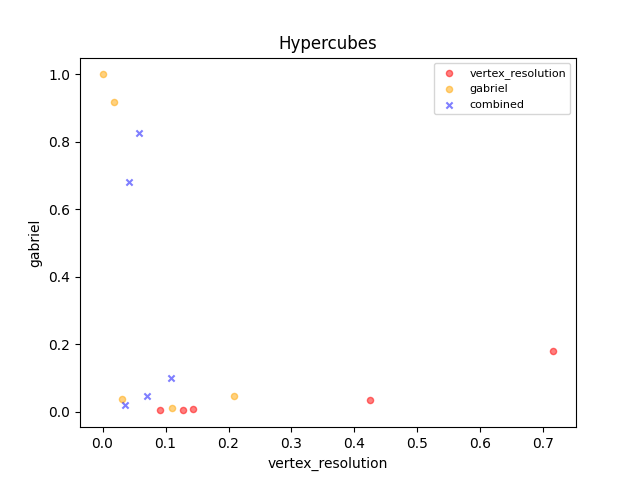 Hypercubes
vertex_resolution
gabriel
combined
1.0
0.8
0.6
0.4
0.2
0.0
gabriel
0.0 0.1 0.2 0.3 0.4 0.5 0.6 0.7
vertex_resolution